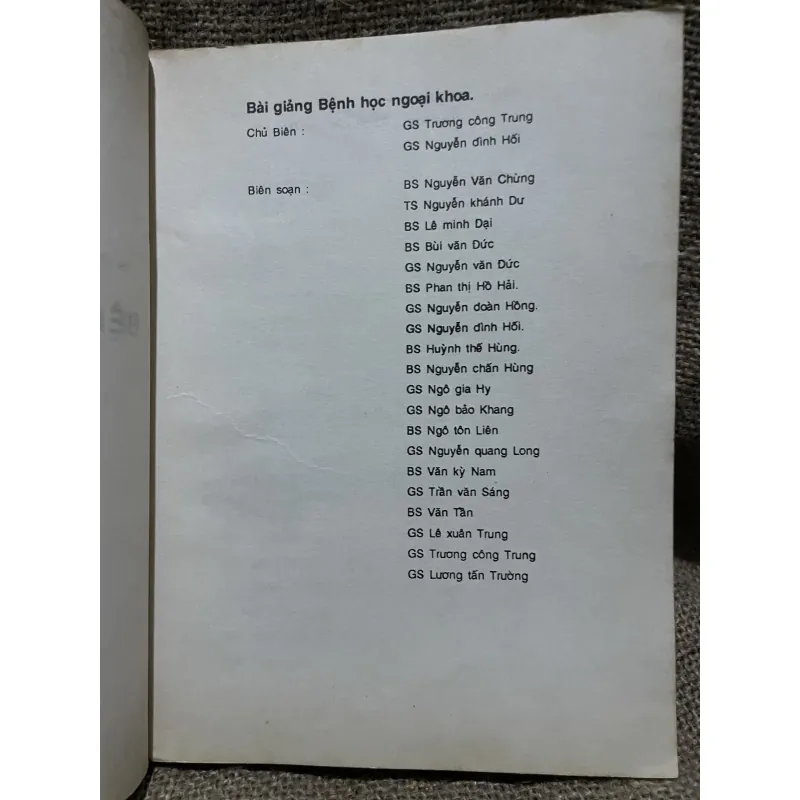 Bài giảng Bệnh học ngoại khoa.
Chủ Biên : GS Trương công Trung
GS Nguyễn đình Hối
Biên soạn : BS Nguyễn Văn Chừng
TS Nguyễn khánh Dư
BS Lê minh Dại
BS Bùi văn Đức
GS Nguyễn văn Đức
BS Phan thị Hồ Hải.
GS Nguyễn đoàn Hồng.
GS Nguyễn đình Hối.
BS Huỳnh thế Hùng.
BS Nguyễn chấn Hùng
GS Ngô gia Hy
GS Ngô bảo Khang
BS Ngô tôn Liên
GS Nguyễn quang Long
BS Văn kỳ Nam
GS Trần văn Sáng
BS Văn Tần
GS Lê xuân Trung
GS Trương công Trung
GS Lương tấn Trường